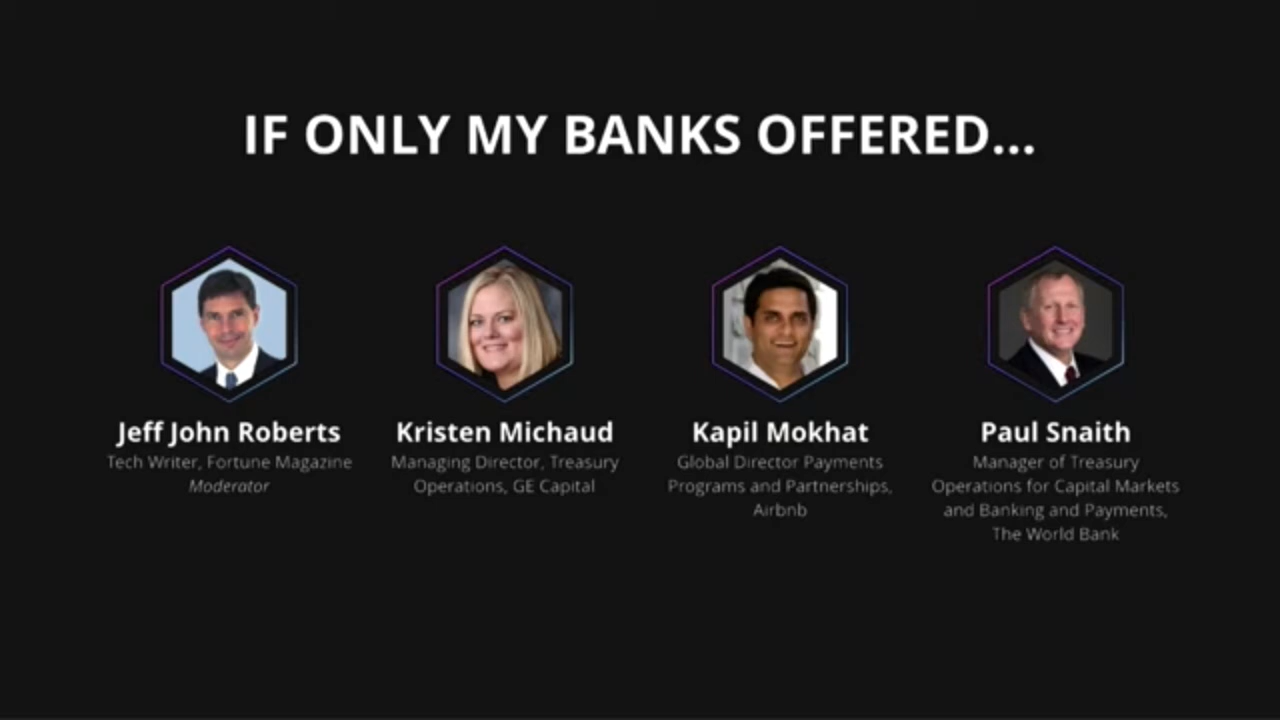 IF ONLY MY BANKS OFFERED...
Jeff John Roberts
Tech Writer, Fortune Magazine
Moderator
Kristen Michaud
Managing Director, Treasury
Operations, GE Capital
Kapil Mokhat
Global Director Payments
Programs and Partnerships,
Airbnb
Paul Snaith
Manager of Treasury
Operations for Capital Markets
and Banking and Payments,
The World Bank